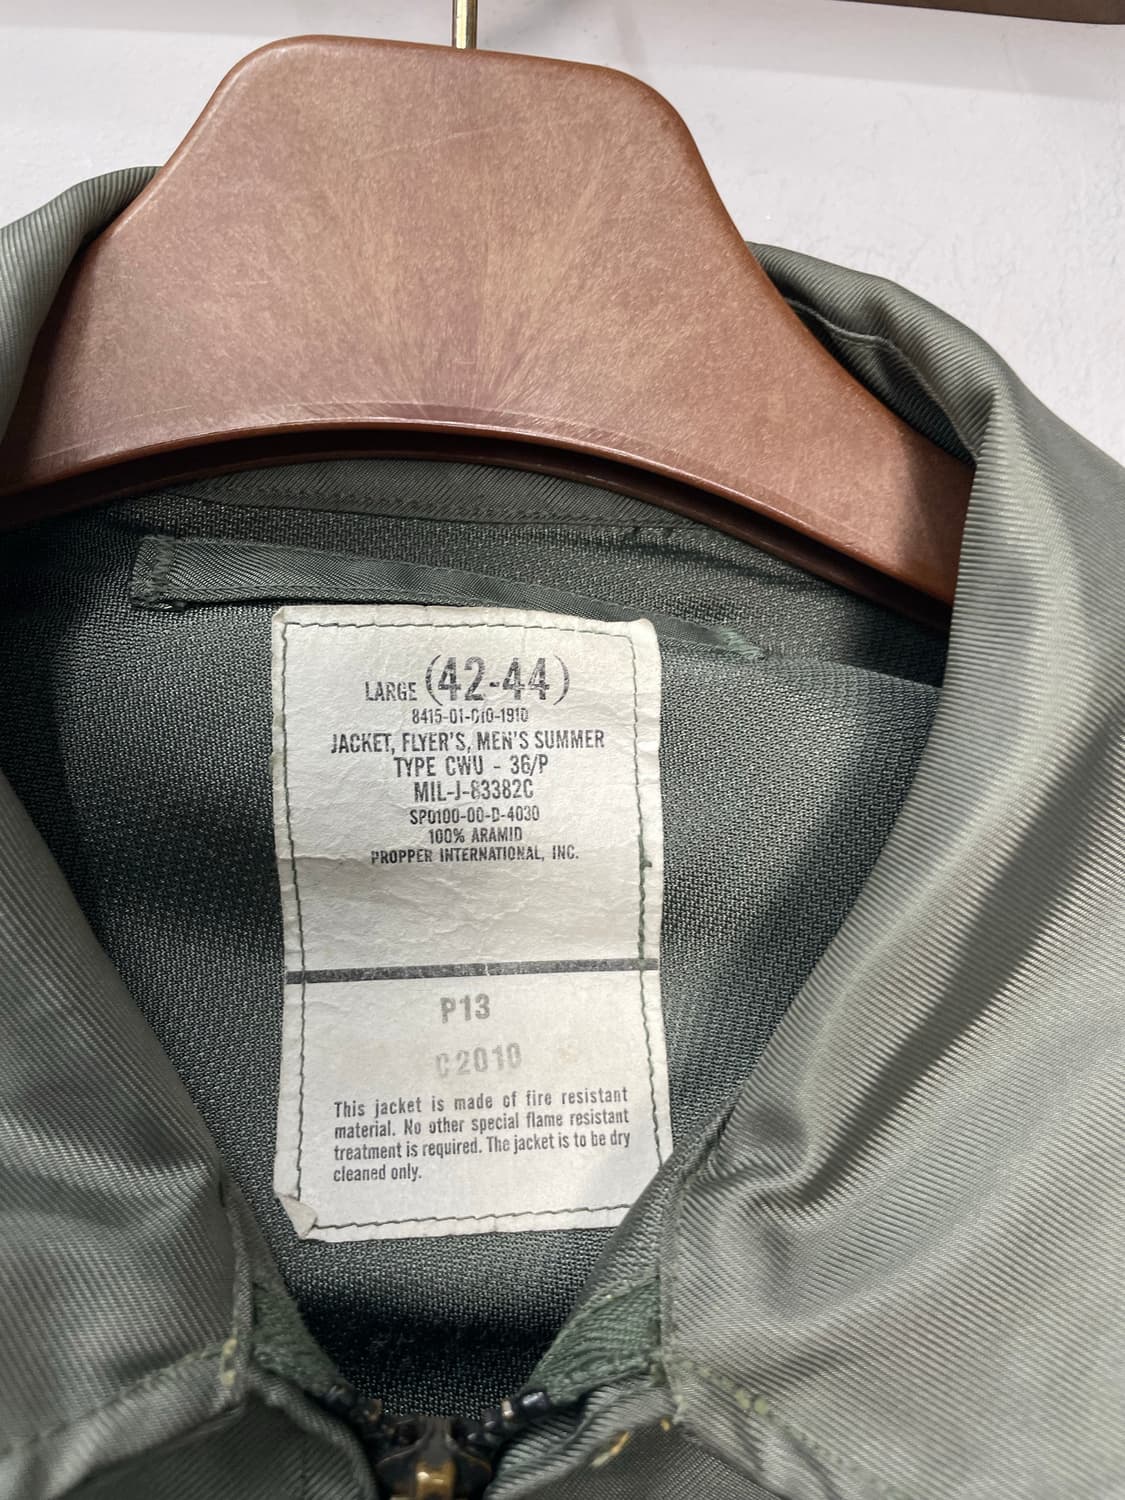 LARGE (42-44)
8415-01-010-1910
JACKET, FLYER'S, MEN'S SUMMER
TYPE CWU - 36/P
MIL-J-83382C
SP0100-00-D-4030
100% ARAMID
PROPPER INTERNATIONAL, INC.
P13
C2010
This jacket is made of fire resistant
material. No other special flame resistant
treatment is required. The jacket is to be dry
cleaned only.